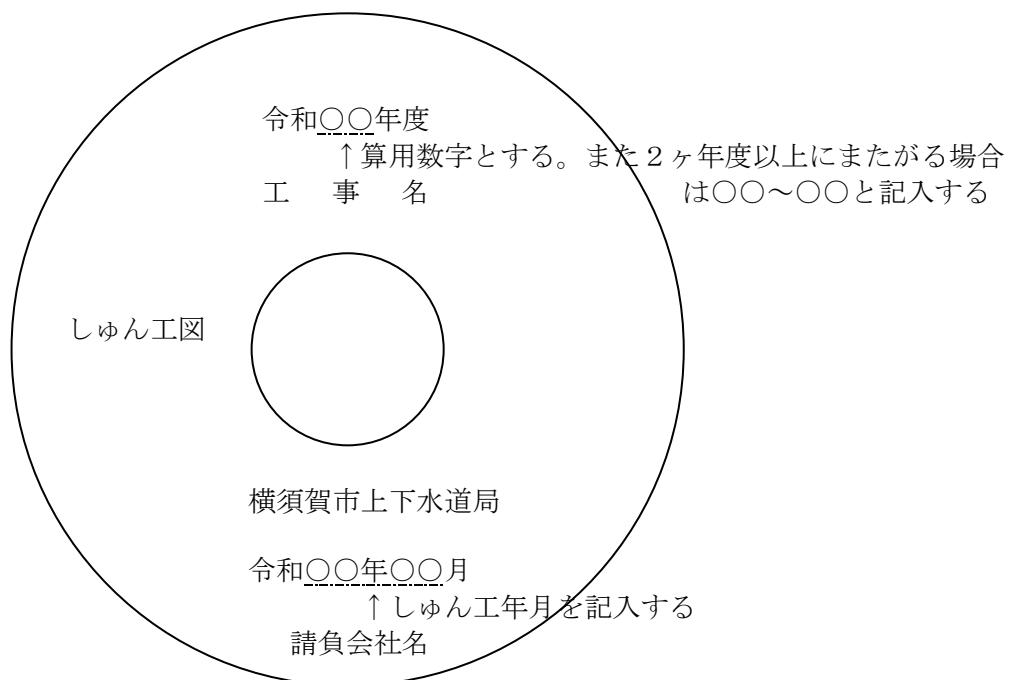 令和〇〇年度
↑算用数字とする。また２ヶ年度以上にまたがる場合
工　事　名　　　　　　　　　は〇〇～〇〇と記入する
しゅん工図
横須賀市上下水道局
令和〇〇年〇〇月
↑しゅん工年月を記入する
請負会社名